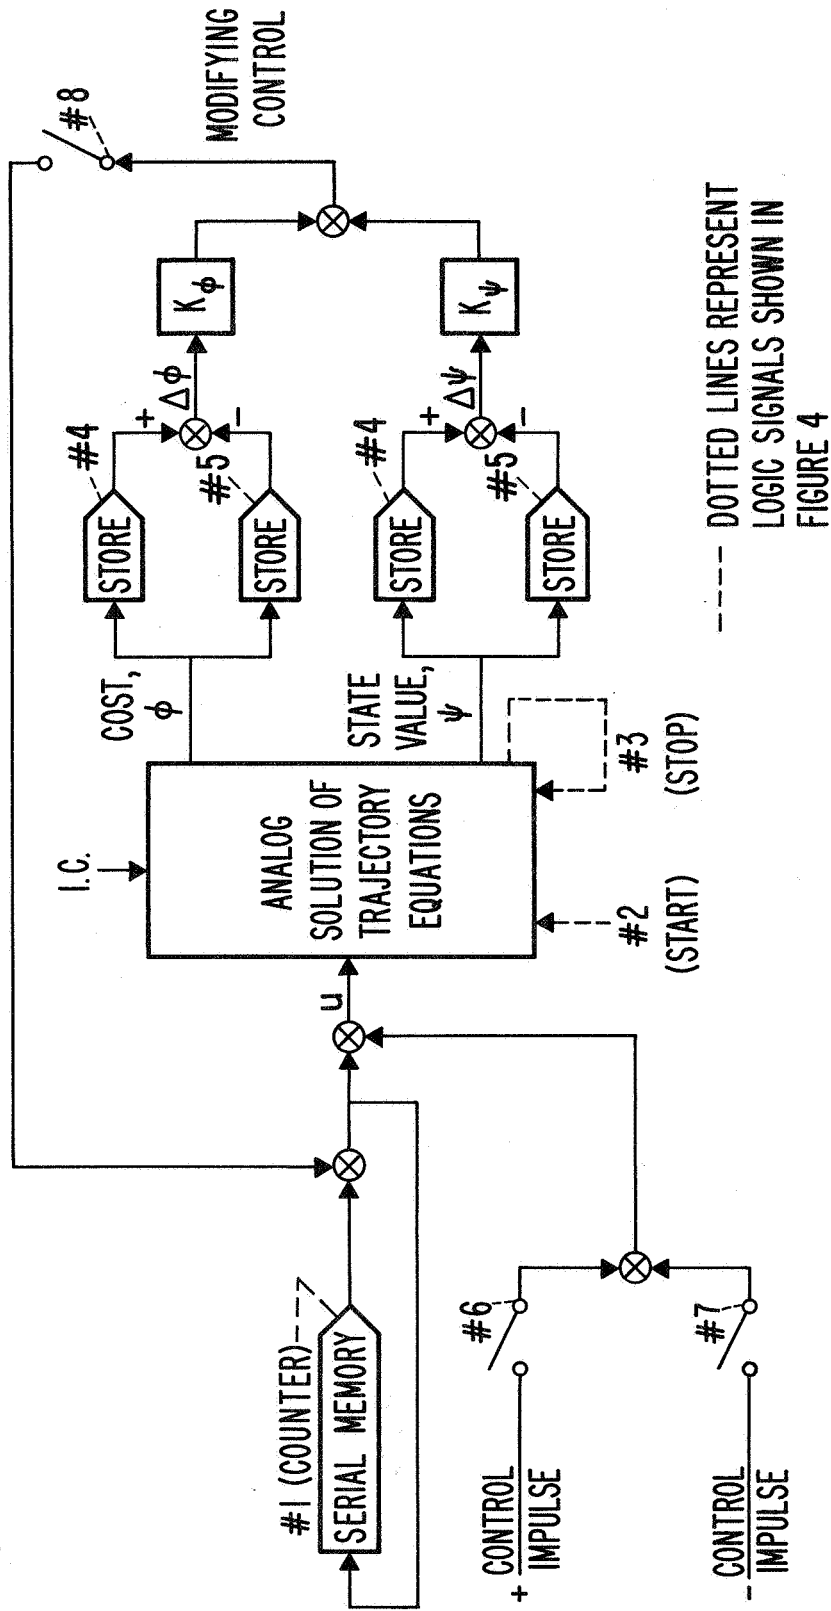 #1 (COUNTER)
SERIAL MEMORY
+ CONTROL
IMPULSE
- CONTROL
IMPULSE
#6
#7
u
I.C.
ANALOG
SOLUTION OF
TRAJECTORY
EQUATIONS
#2
(START)
#3
(STOP)
COST,
ϕ
STATE
VALUE,
ψ
STORE
#4
STORE
#5
STORE
#4
STORE
#5
+
-
Δϕ
+
-
Δψ
Kϕ
Kψ
#8
MODIFYING
CONTROL
DOTTED LINES REPRESENT
LOGIC SIGNALS SHOWN IN
FIGURE 4